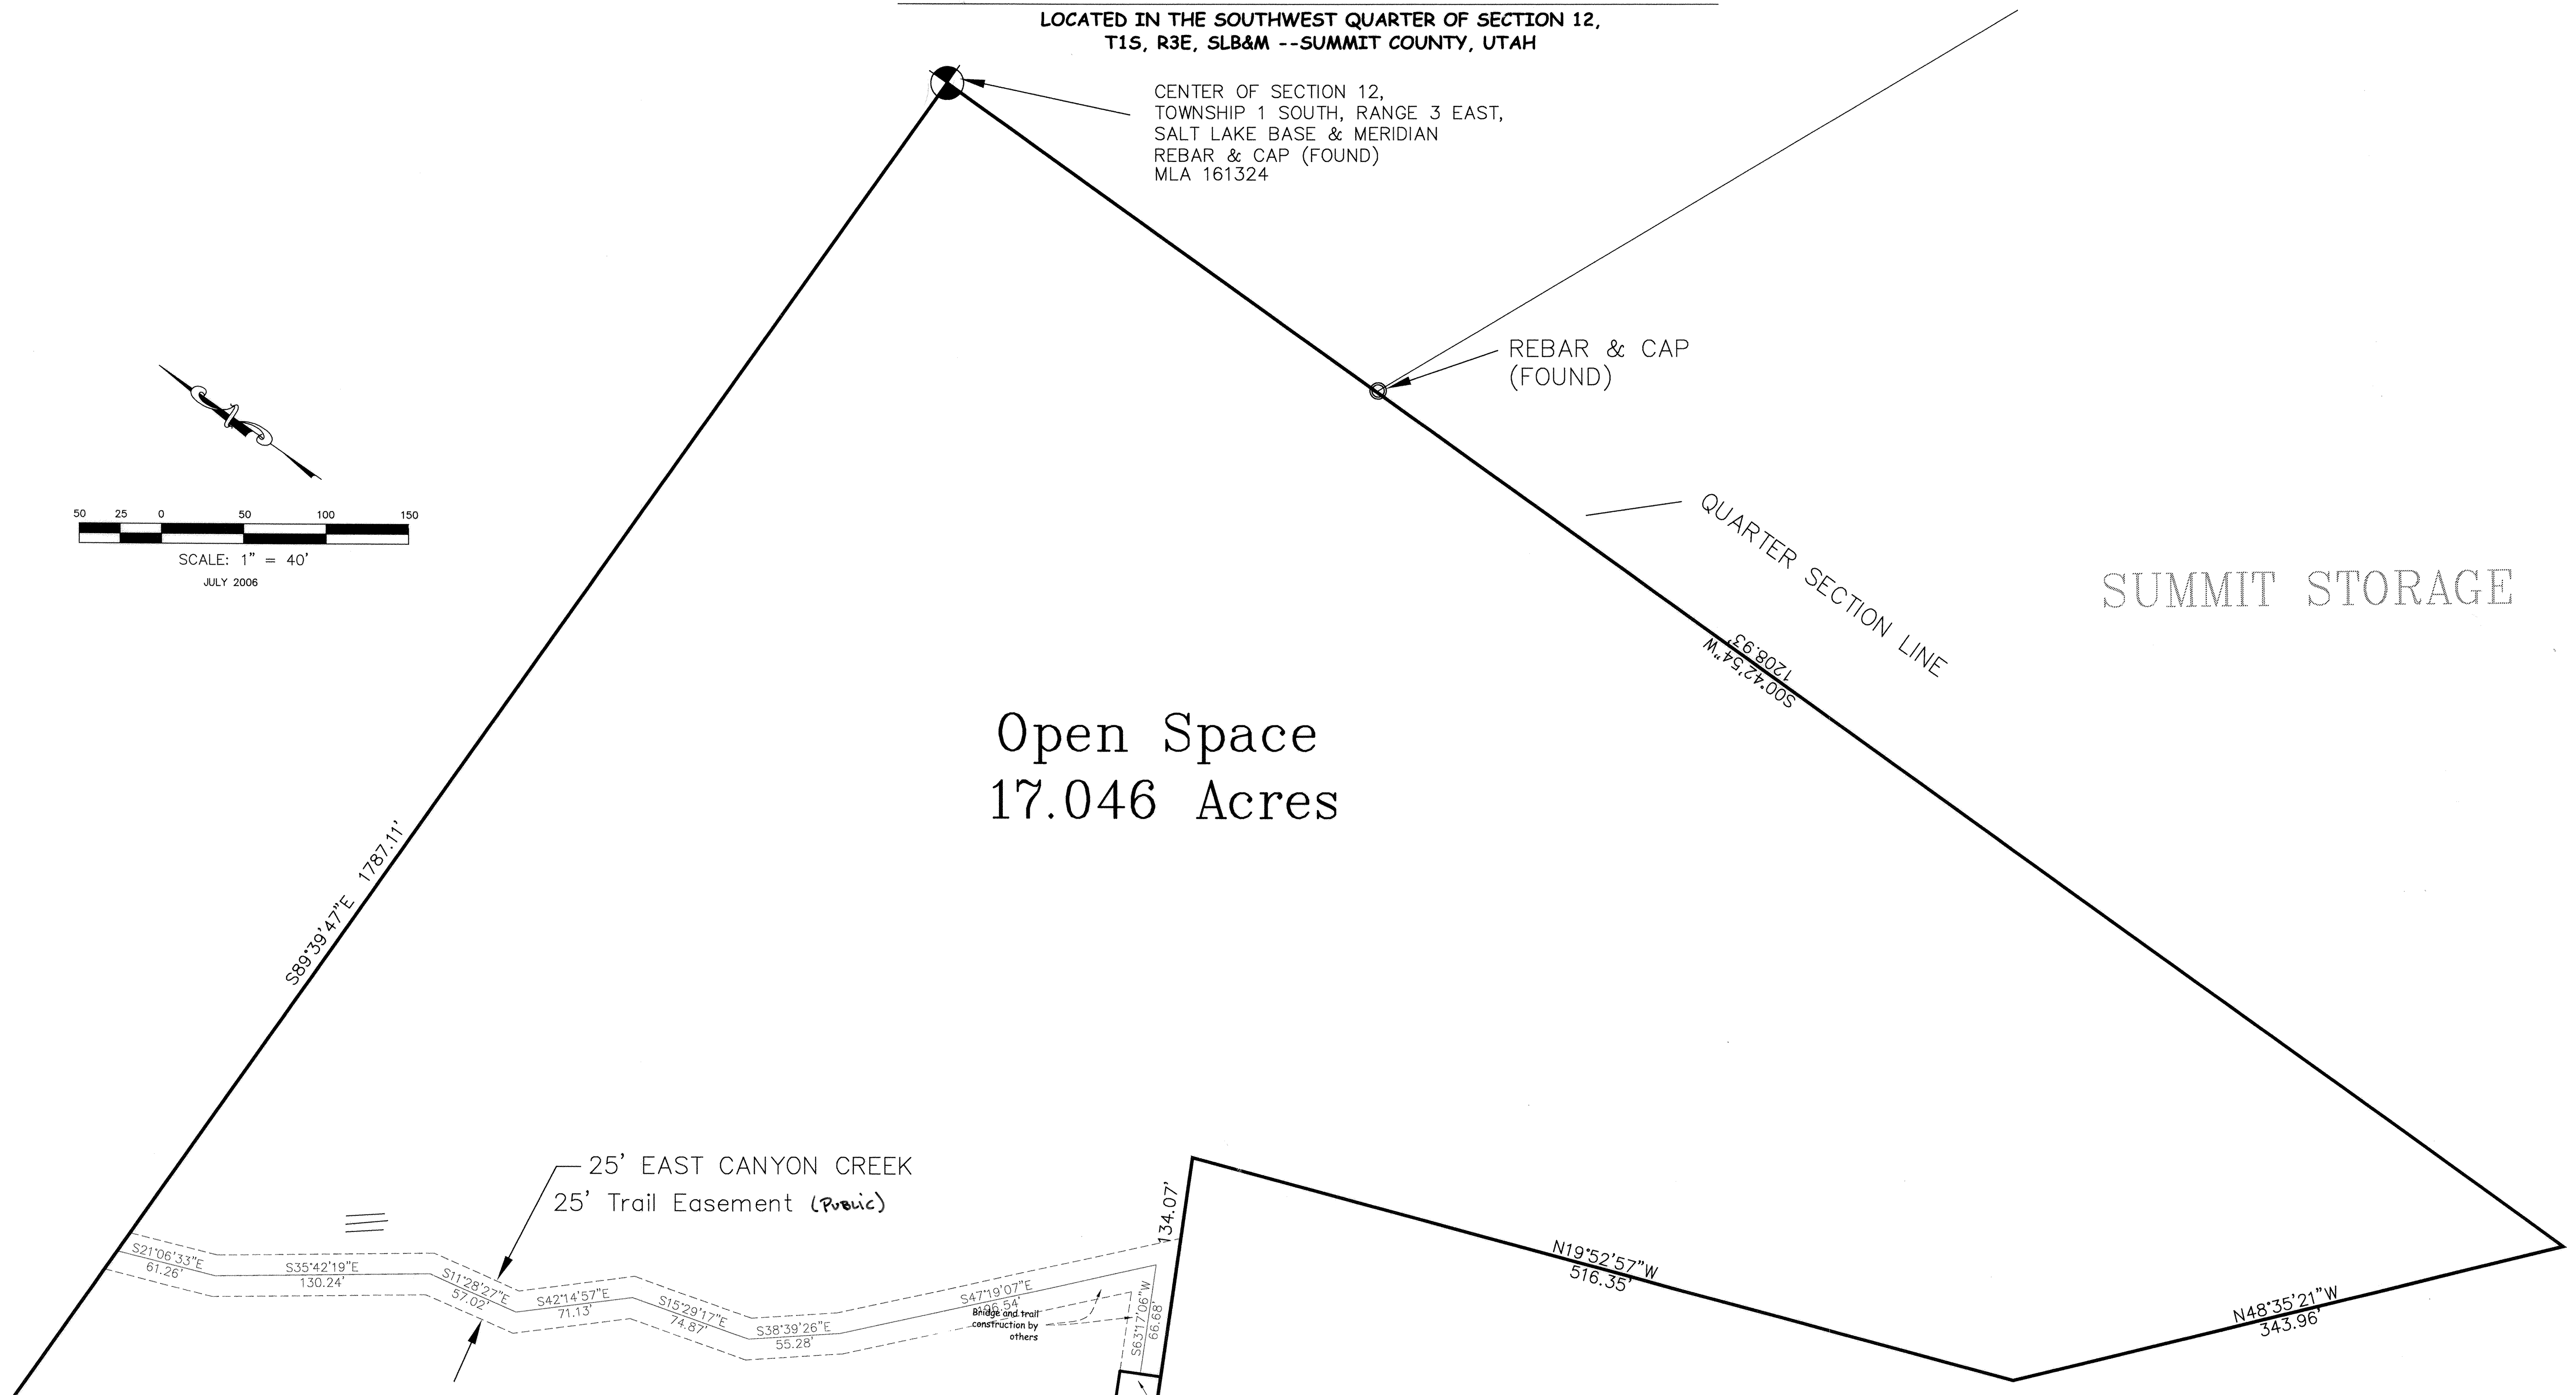 LOCATED IN THE SOUTHWEST QUARTER OF SECTION 12,
T1S, R3E, SLB&M --SUMMIT COUNTY, UTAH
CENTER OF SECTION 12,
TOWNSHIP 1 SOUTH, RANGE 3 EAST,
SALT LAKE BASE & MERIDIAN
REBAR & CAP (FOUND)
MLA 161324
REBAR & CAP
(FOUND)
50 25 0 50 100 150
SCALE: 1" = 40'
JULY 2006
QUARTER SECTION LINE
SUMMIT STORAGE
S00°42'54"W
1208.93'
Open Space
17.046 Acres
S89°39'47"E 1787.11'
25' EAST CANYON CREEK
25' Trail Easement (PUBLIC)
S21°06'33"E
61.26'
S35°42'19"E
130.24'
S11°28'27"E
57.02'
S42°14'57"E
71.13'
S15°29'17"E
74.87'
S38°39'26"E
55.28'
S47°19'07"E
196.54'
Bridge and trail
construction by
others
S63°17'06"W
66.68'
134.07'
N19°52'57"W
516.35'
N48°35'21"W
343.96'